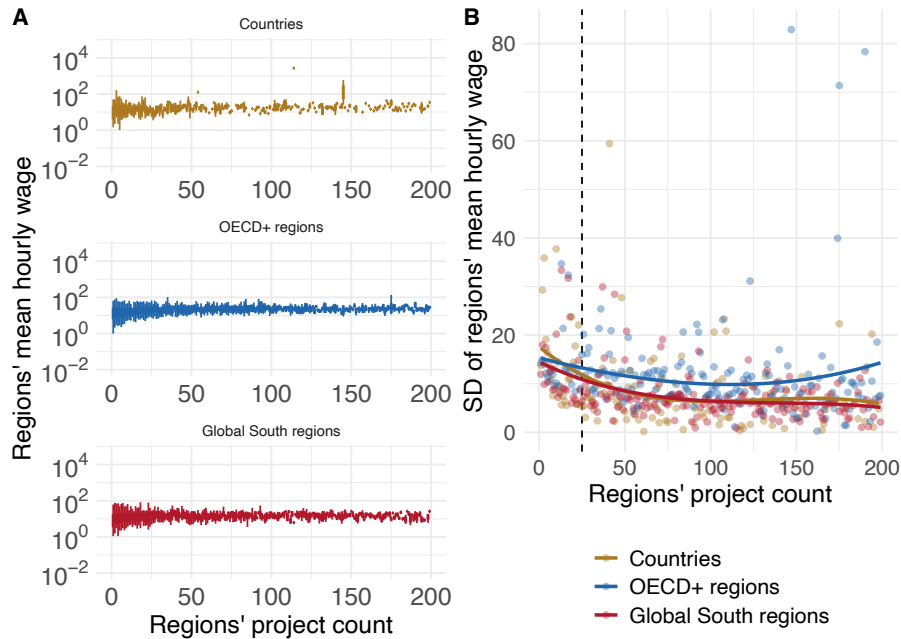 A
Countries
10^4
10^2
10^0
10^−2
0 50 100 150 200
OECD+ regions
10^4
10^2
10^0
10^−2
0 50 100 150 200
Global South regions
10^4
10^2
10^0
10^−2
0 50 100 150 200
Regions' mean hourly wage
Regions' project count
B
80
60
40
20
0
0 50 100 150 200
SD of regions' mean hourly wage
Regions' project count
Countries
OECD+ regions
Global South regions